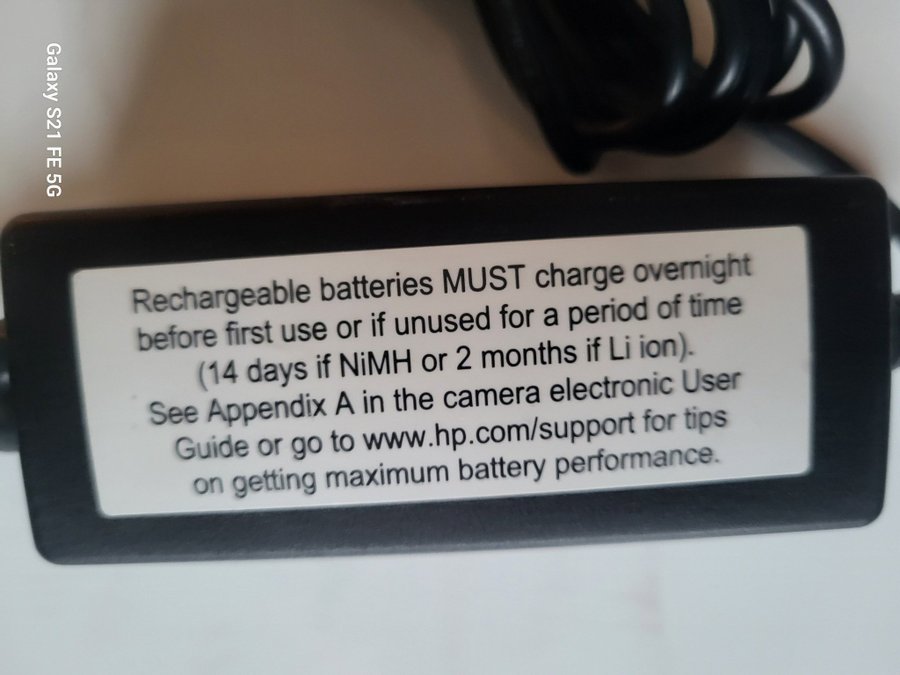 Galaxy S21 FE 5G
Rechargeable batteries MUST charge overnight
before first use or if unused for a period of time
(14 days if NiMH or 2 months if Li ion).
See Appendix A in the camera electronic User
Guide or go to www.hp.com/support for tips
on getting maximum battery performance.